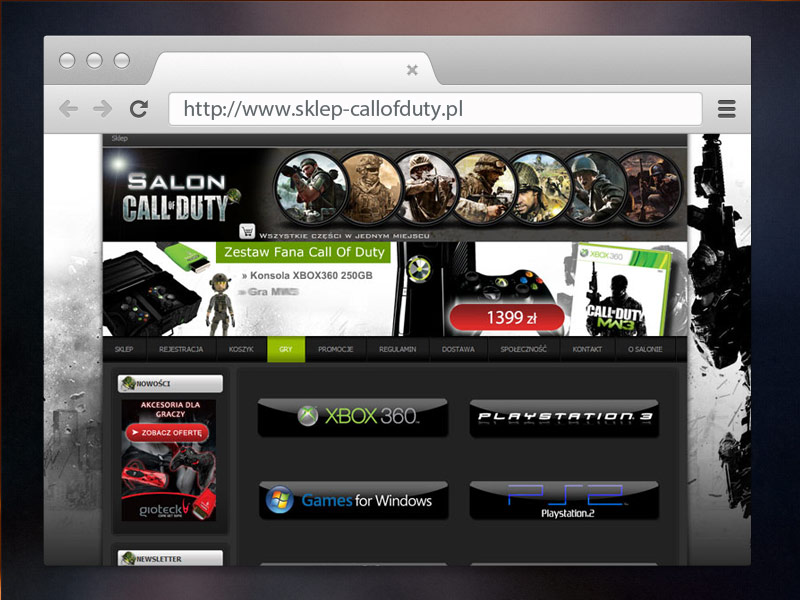 http://www.sklep-callofduty.pl
Sklep
SALON
CALL OF DUTY
WSZYSTKIE CZĘŚCI W JEDNYM MIEJSCU
Zestaw Fana Call Of Duty
» Konsola XBOX360 250GB
» Gra MW3
1399 zł
XBOX 360
CALL OF DUTY
MW3
SKLEP REJESTRACJA KOSZYK GRY PROMOCJE REGULAMIN DOSTAWA SPOŁECZNOŚĆ KONTAKT O SALONIE
NOWOŚCI
AKCESORIA DLA
GRACZY
ZOBACZ OFERTĘ
gioteck
NEWSLETTER
XBOX 360
PLAYSTATION 3
Games for Windows
PS2
Playstation.2